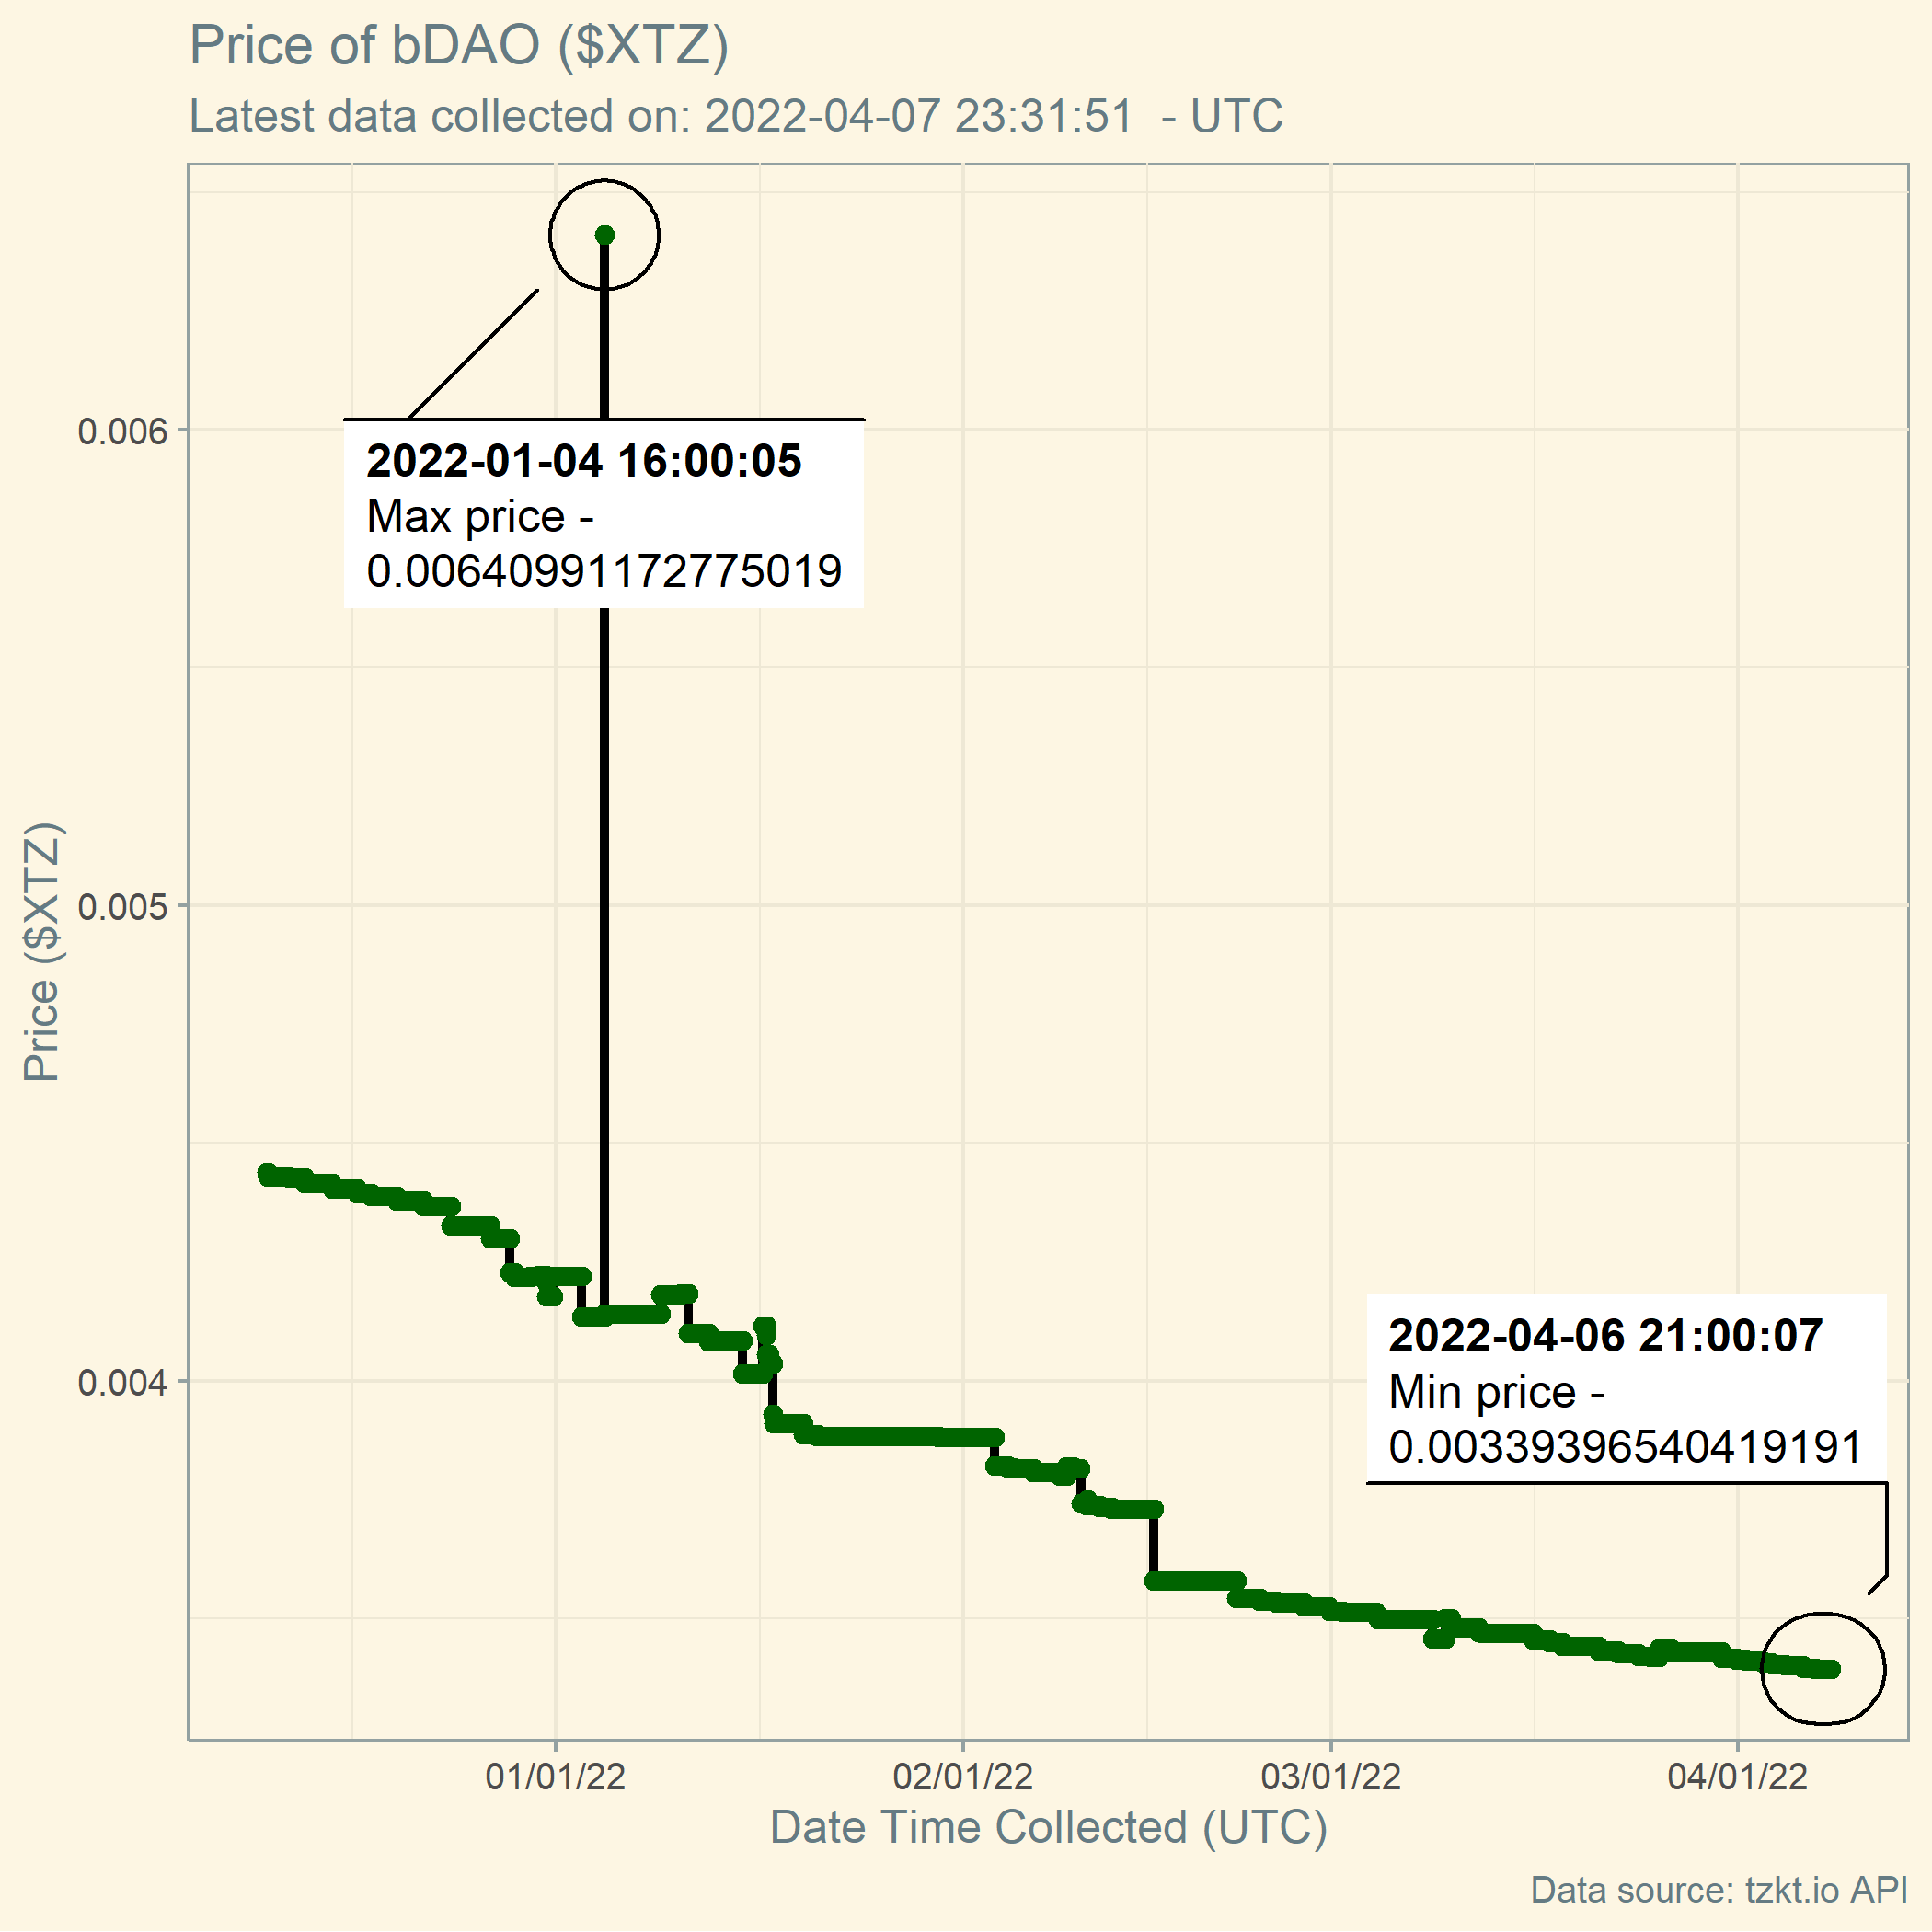 Price of bDAO ($XTZ)
Latest data collected on: 2022-04-07 23:31:51 - UTC
2022-01-04 16:00:05
Max price -
0.00640991172775019
2022-04-06 21:00:07
Min price -
0.00339396540419191
Price ($XTZ)
0.006
0.005
0.004
01/01/22
02/01/22
03/01/22
04/01/22
Date Time Collected (UTC)
Data source: tzkt.io API